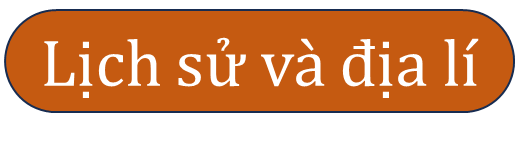 Lịch sử và địa lí